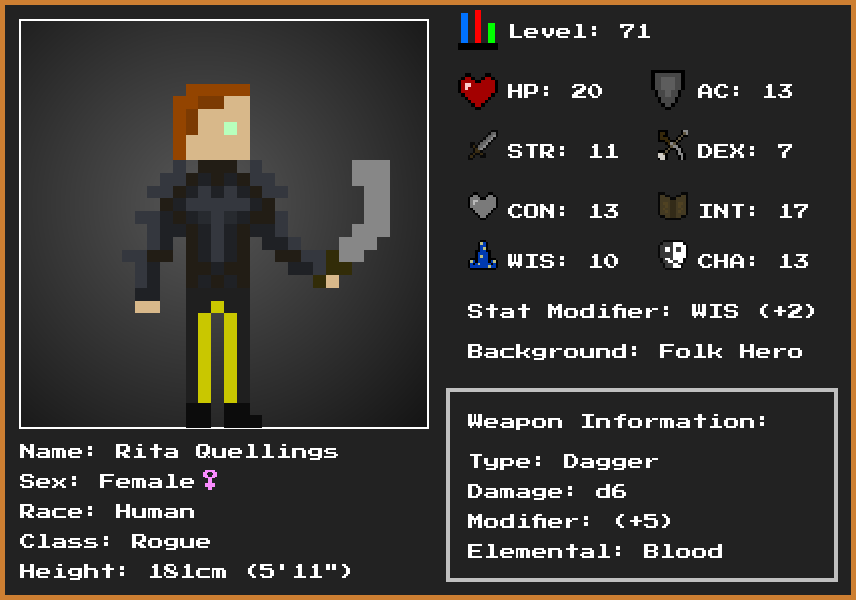 Level: 71
HP: 20
AC: 13
STR: 11
DEX: 7
CON: 13
INT: 17
WIS: 10
CHA: 13
Stat Modifier: WIS (+2)
Background: Folk Hero
Weapon Information:
Type: Dagger
Damage: d6
Modifier: (+5)
Elemental: Blood
Name: Rita Quellings
Sex: Female♀
Race: Human
Class: Rogue
Height: 181cm (5'11")